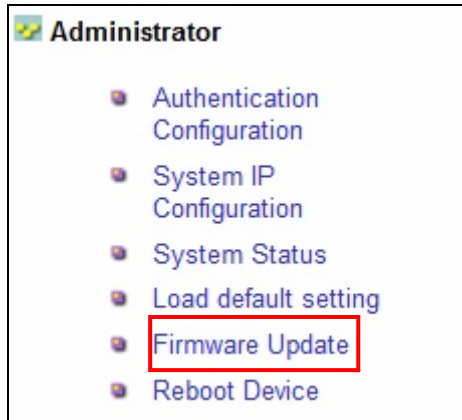 Administrator
Authentication
Configuration
System IP
Configuration
System Status
Load default setting
Firmware Update
Reboot Device